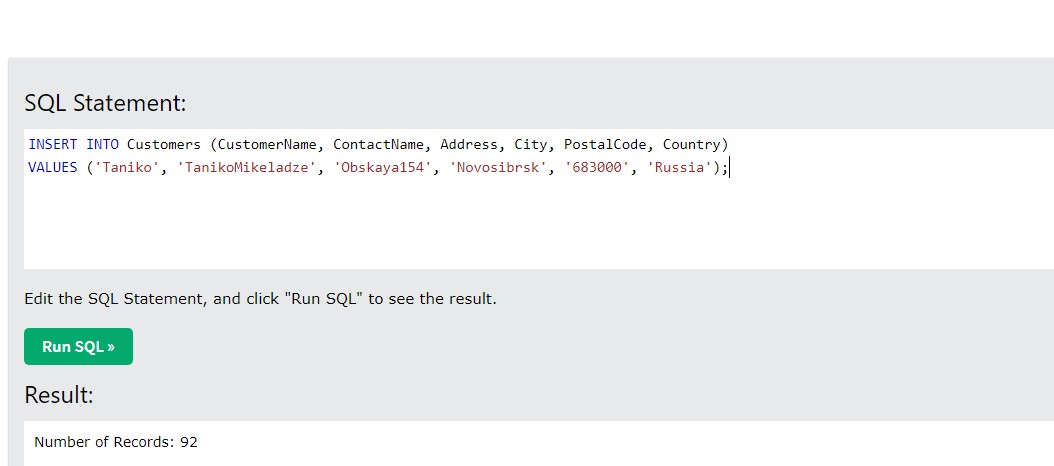 SQL Statement:
INSERT INTO Customers (CustomerName, ContactName, Address, City, PostalCode, Country)
VALUES ('Taniko', 'TanikoMikeladze', 'Obskaya154', 'Novosibrsk', '683000', 'Russia');
Edit the SQL Statement, and click "Run SQL" to see the result.
Run SQL »
Result:
Number of Records: 92